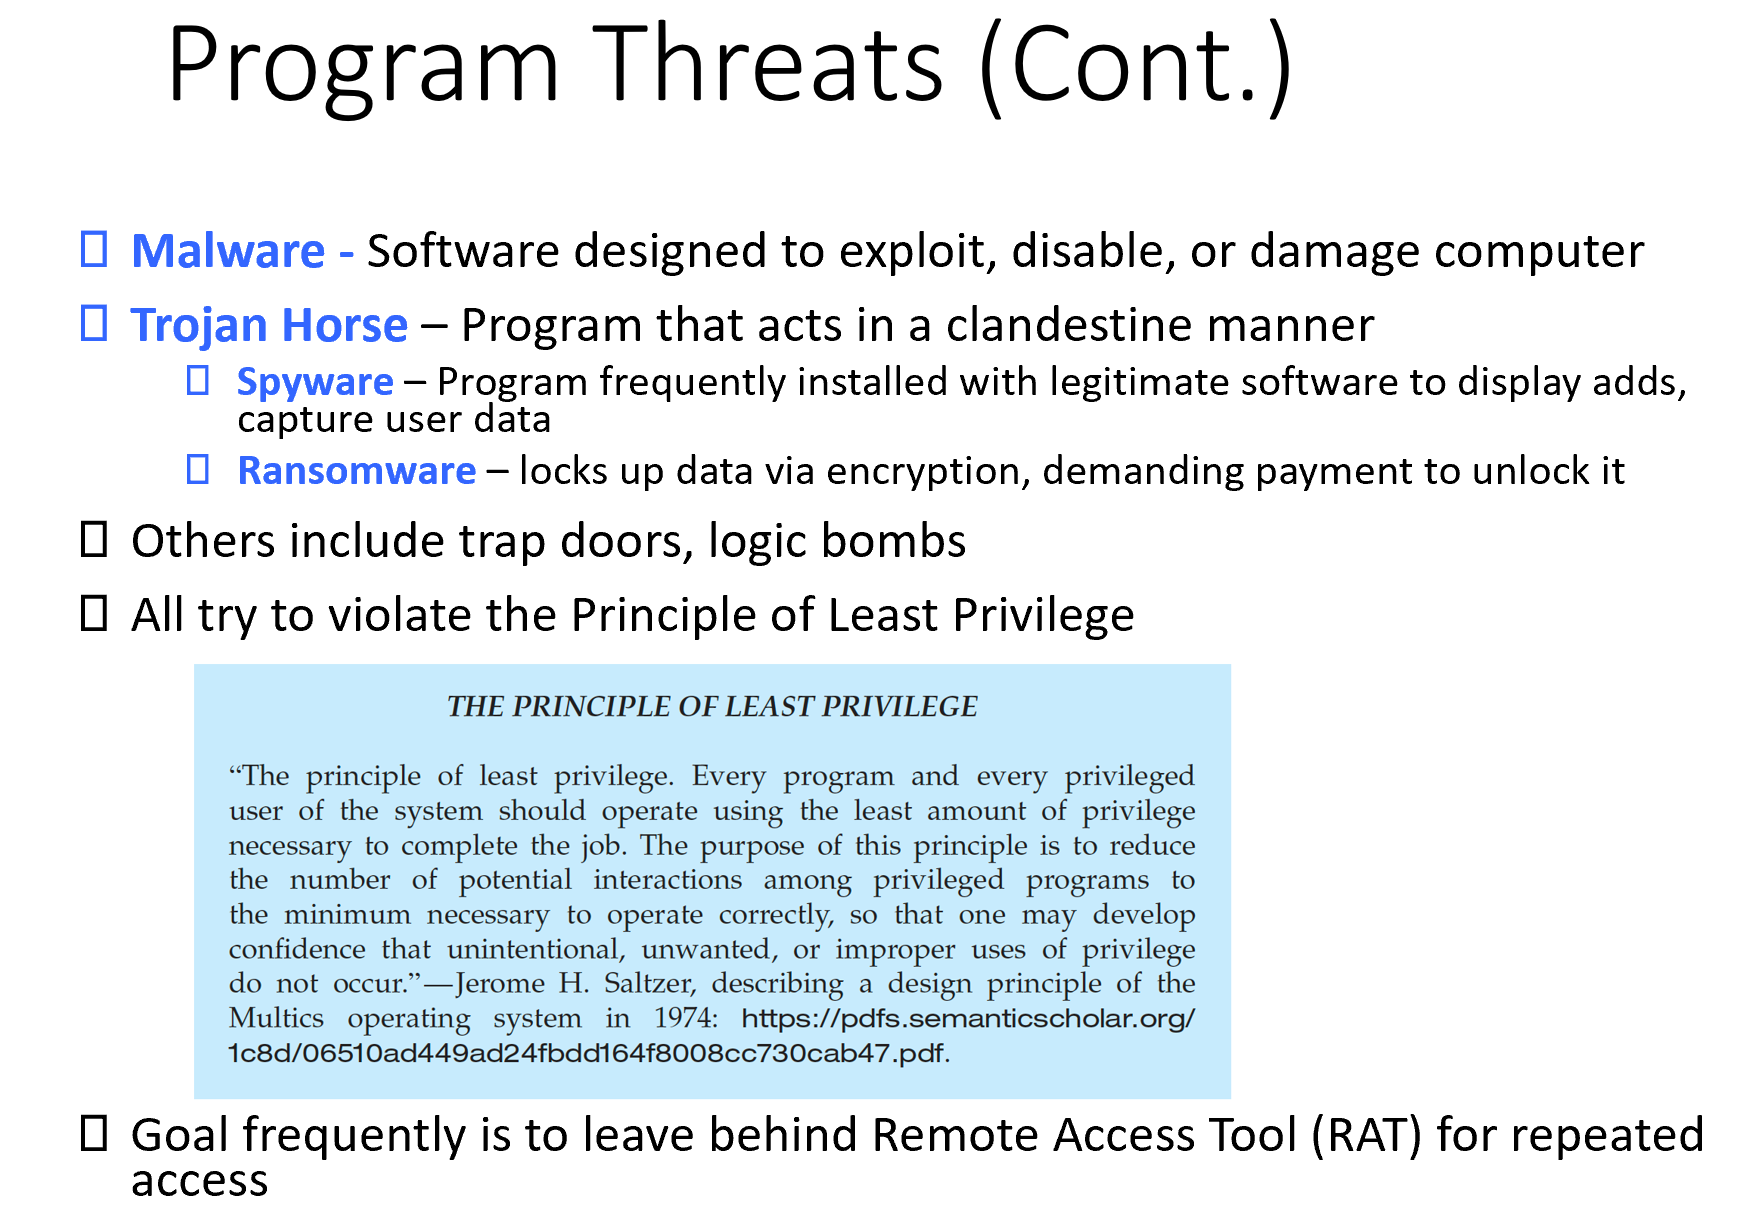 Program Threats (Cont.)
Malware - Software designed to exploit, disable, or damage computer
Trojan Horse – Program that acts in a clandestine manner
Spyware – Program frequently installed with legitimate software to display adds,
capture user data
Ransomware – locks up data via encryption, demanding payment to unlock it
Others include trap doors, logic bombs
All try to violate the Principle of Least Privilege
THE PRINCIPLE OF LEAST PRIVILEGE
“The principle of least privilege. Every program and every privileged
user of the system should operate using the least amount of privilege
necessary to complete the job. The purpose of this principle is to reduce
the number of potential interactions among privileged programs to
the minimum necessary to operate correctly, so that one may develop
confidence that unintentional, unwanted, or improper uses of privilege
do not occur.”—Jerome H. Saltzer, describing a design principle of the
Multics operating system in 1974: https://pdfs.semanticscholar.org/
1c8d/06510ad449ad24fbdd164f8008cc730cab47.pdf.
Goal frequently is to leave behind Remote Access Tool (RAT) for repeated
access